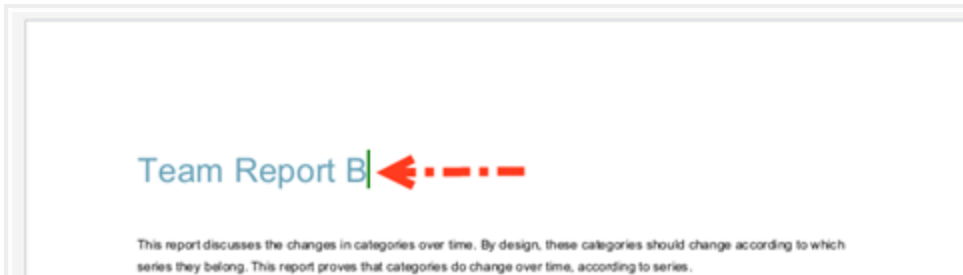 Team Report B
This report discusses the changes in categories over time. By design, these categories should change according to which
series they belong. This report proves that categories do change over time, according to series.